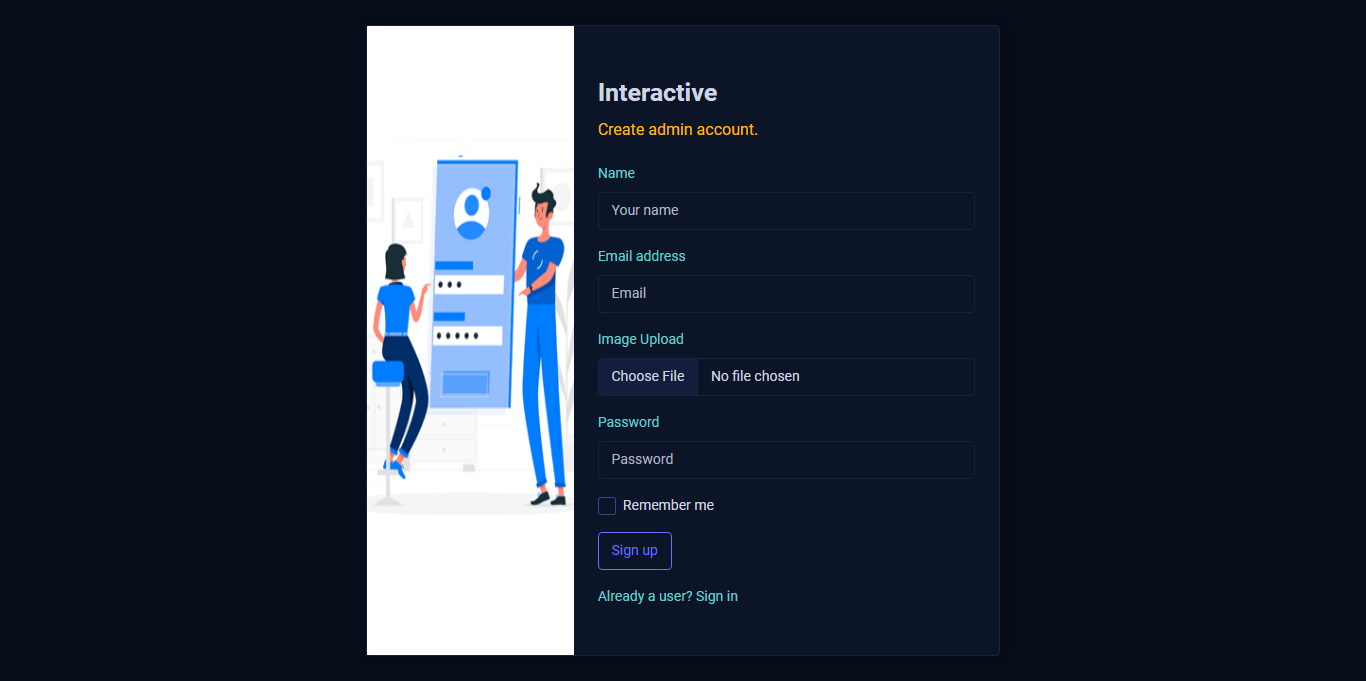 Interactive
Create admin account.
Name
Your name
Email address
Email
Image Upload
Choose File No file chosen
Password
Password
Remember me
Sign up
Already a user? Sign in